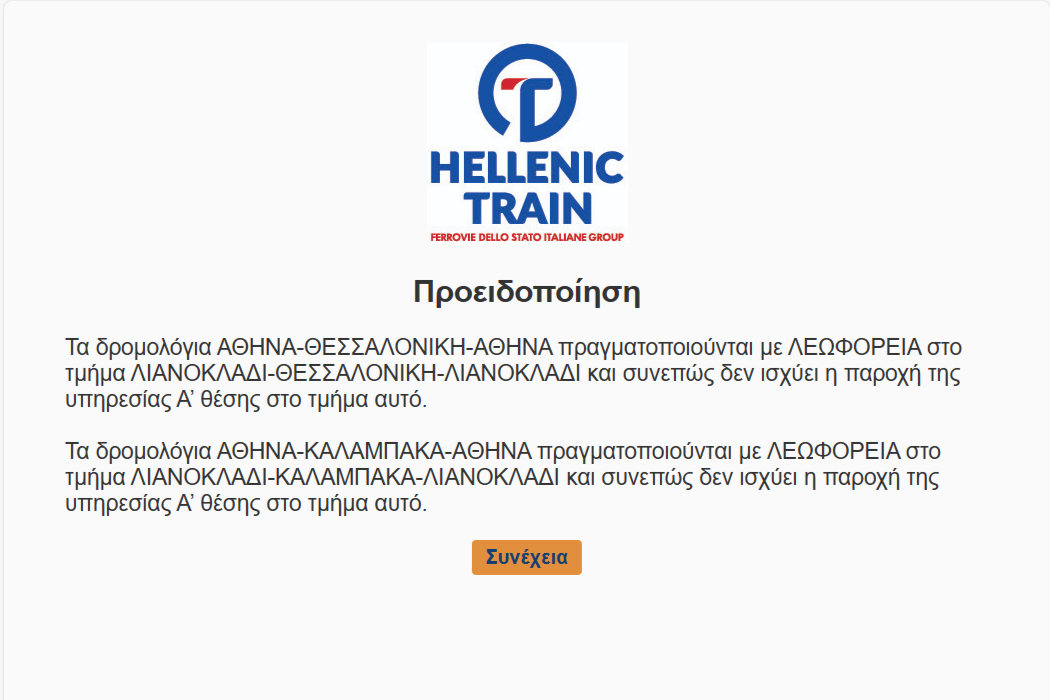 HELLENIC
TRAIN
FERROVIE DELLO STATO ITALIANE GROUP
Προειδοποίηση
Τα δρομολόγια ΑΘΗΝΑ-ΘΕΣΣΑΛΟΝΙΚΗ-ΑΘΗΝΑ πραγματοποιούνται με ΛΕΩΦΟΡΕΙΑ στο
τμήμα ΛΙΑΝΟΚΛΑΔΙ-ΘΕΣΣΑΛΟΝΙΚΗ-ΛΙΑΝΟΚΛΑΔΙ και συνεπώς δεν ισχύει η παροχή της
υπηρεσίας Α’ θέσης στο τμήμα αυτό.
Τα δρομολόγια ΑΘΗΝΑ-ΚΑΛΑΜΠΑΚΑ-ΑΘΗΝΑ πραγματοποιούνται με ΛΕΩΦΟΡΕΙΑ στο
τμήμα ΛΙΑΝΟΚΛΑΔΙ-ΚΑΛΑΜΠΑΚΑ-ΛΙΑΝΟΚΛΑΔΙ και συνεπώς δεν ισχύει η παροχή της
υπηρεσίας Α’ θέσης στο τμήμα αυτό.
Συνέχεια